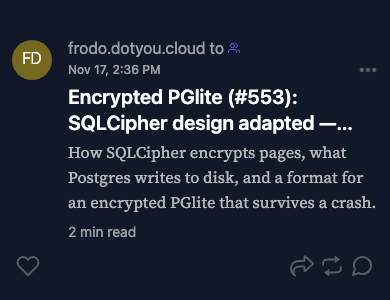 FD
frodo.dotyou.cloud to
Nov 17, 2:36 PM
Encrypted PGlite (#553):
SQLCipher design adapted —...
How SQLCipher encrypts pages, what
Postgres writes to disk, and a format for
an encrypted PGlite that survives a crash.
2 min read